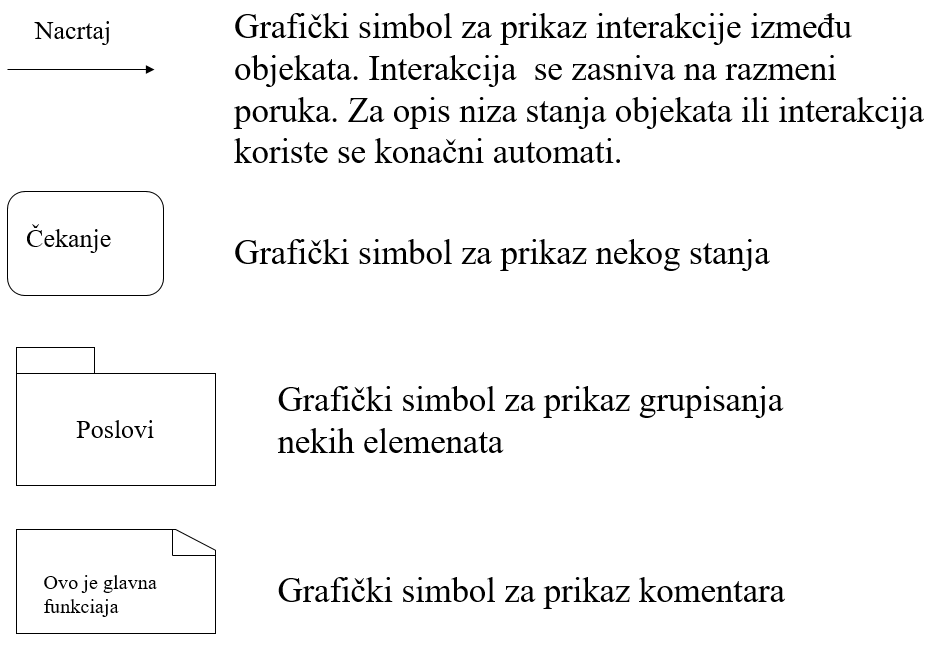 Nacrtaj
Grafički simbol za prikaz interakcije između
objekata. Interakcija  se zasniva na razmeni
poruka. Za opis niza stanja objekata ili interakcija
koriste se konačni automati.
Čekanje
Grafički simbol za prikaz nekog stanja
Poslovi
Grafički simbol za prikaz grupisanja
nekih elemenata
Ovo je glavna
funkciaja
Grafički simbol za prikaz komentara